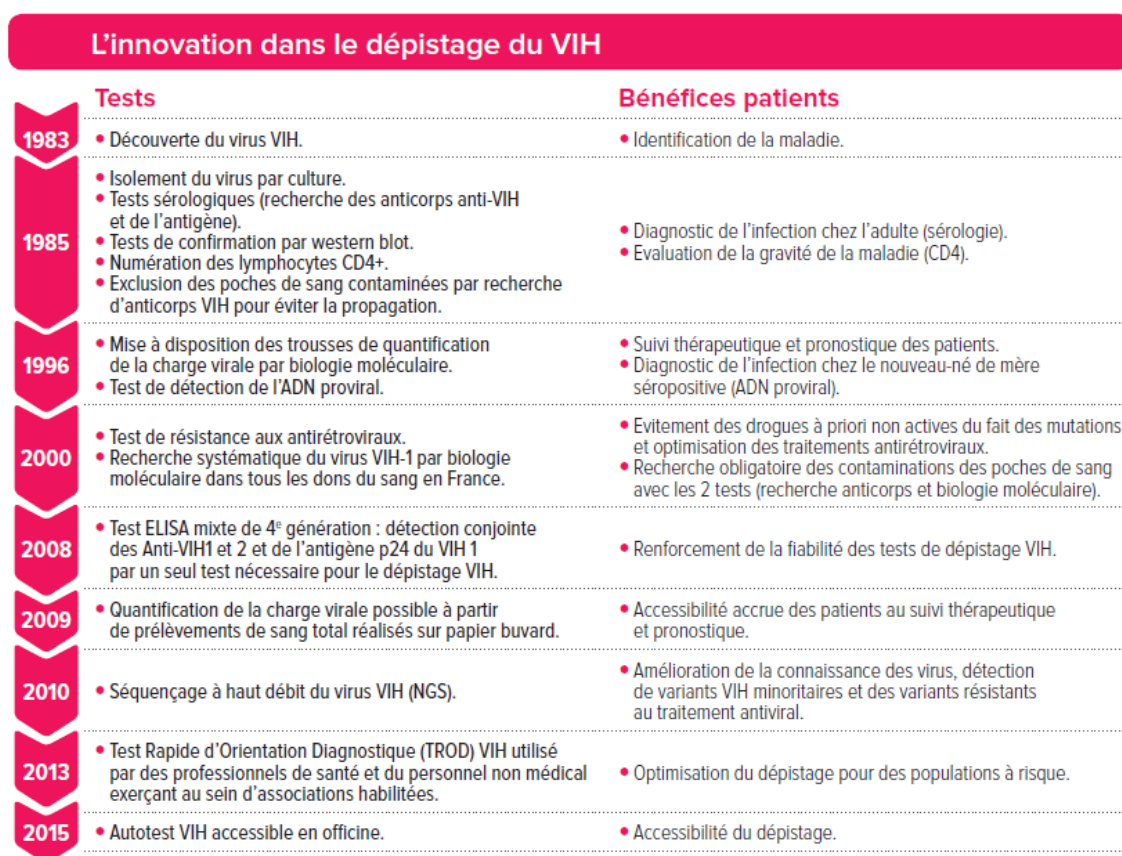 L'innovation dans le dépistage du VIH
Tests
Bénéfices patients
1983
• Découverte du virus VIH.
• Identification de la maladie.
1985
• Isolement du virus par culture.
• Tests sérologiques (recherche des anticorps anti-VIH
et de l'antigène).
• Tests de confirmation par western blot.
• Numération des lymphocytes CD4+.
• Exclusion des poches de sang contaminées par recherche
d'anticorps VIH pour éviter la propagation.
• Diagnostic de l'infection chez l'adulte (sérologie).
• Evaluation de la gravité de la maladie (CD4).
1996
• Mise à disposition des trousses de quantification
de la charge virale par biologie moléculaire.
• Test de détection de l'ADN proviral.
• Suivi thérapeutique et pronostique des patients.
• Diagnostic de l'infection chez le nouveau-né de mère
séropositive (ADN proviral).
2000
• Test de résistance aux antirétroviraux.
• Recherche systématique du virus VIH-1 par biologie
moléculaire dans tous les dons du sang en France.
• Evitement des drogues à priori non actives du fait des mutations
et optimisation des traitements antirétroviraux.
• Recherche obligatoire des contaminations des poches de sang
avec les 2 tests (recherche anticorps et biologie moléculaire).
2008
• Test ELISA mixte de 4e génération : détection conjointe
des Anti-VIH1 et 2 et de l'antigène p24 du VIH 1
par un seul test nécessaire pour le dépistage VIH.
• Renforcement de la fiabilité des tests de dépistage VIH.
2009
• Quantification de la charge virale possible à partir
de prélèvements de sang total réalisés sur papier buvard.
• Accessibilité accrue des patients au suivi thérapeutique
et pronostique.
2010
• Séquençage à haut débit du virus VIH (NGS).
• Amélioration de la connaissance des virus, détection
de variants VIH minoritaires et des variants résistants
au traitement antiviral.
2013
• Test Rapide d'Orientation Diagnostique (TROD) VIH utilisé
par des professionnels de santé et du personnel non médical
exerçant au sein d'associations habilitées.
• Optimisation du dépistage pour des populations à risque.
2015
• Autotest VIH accessible en officine.
• Accessibilité du dépistage.